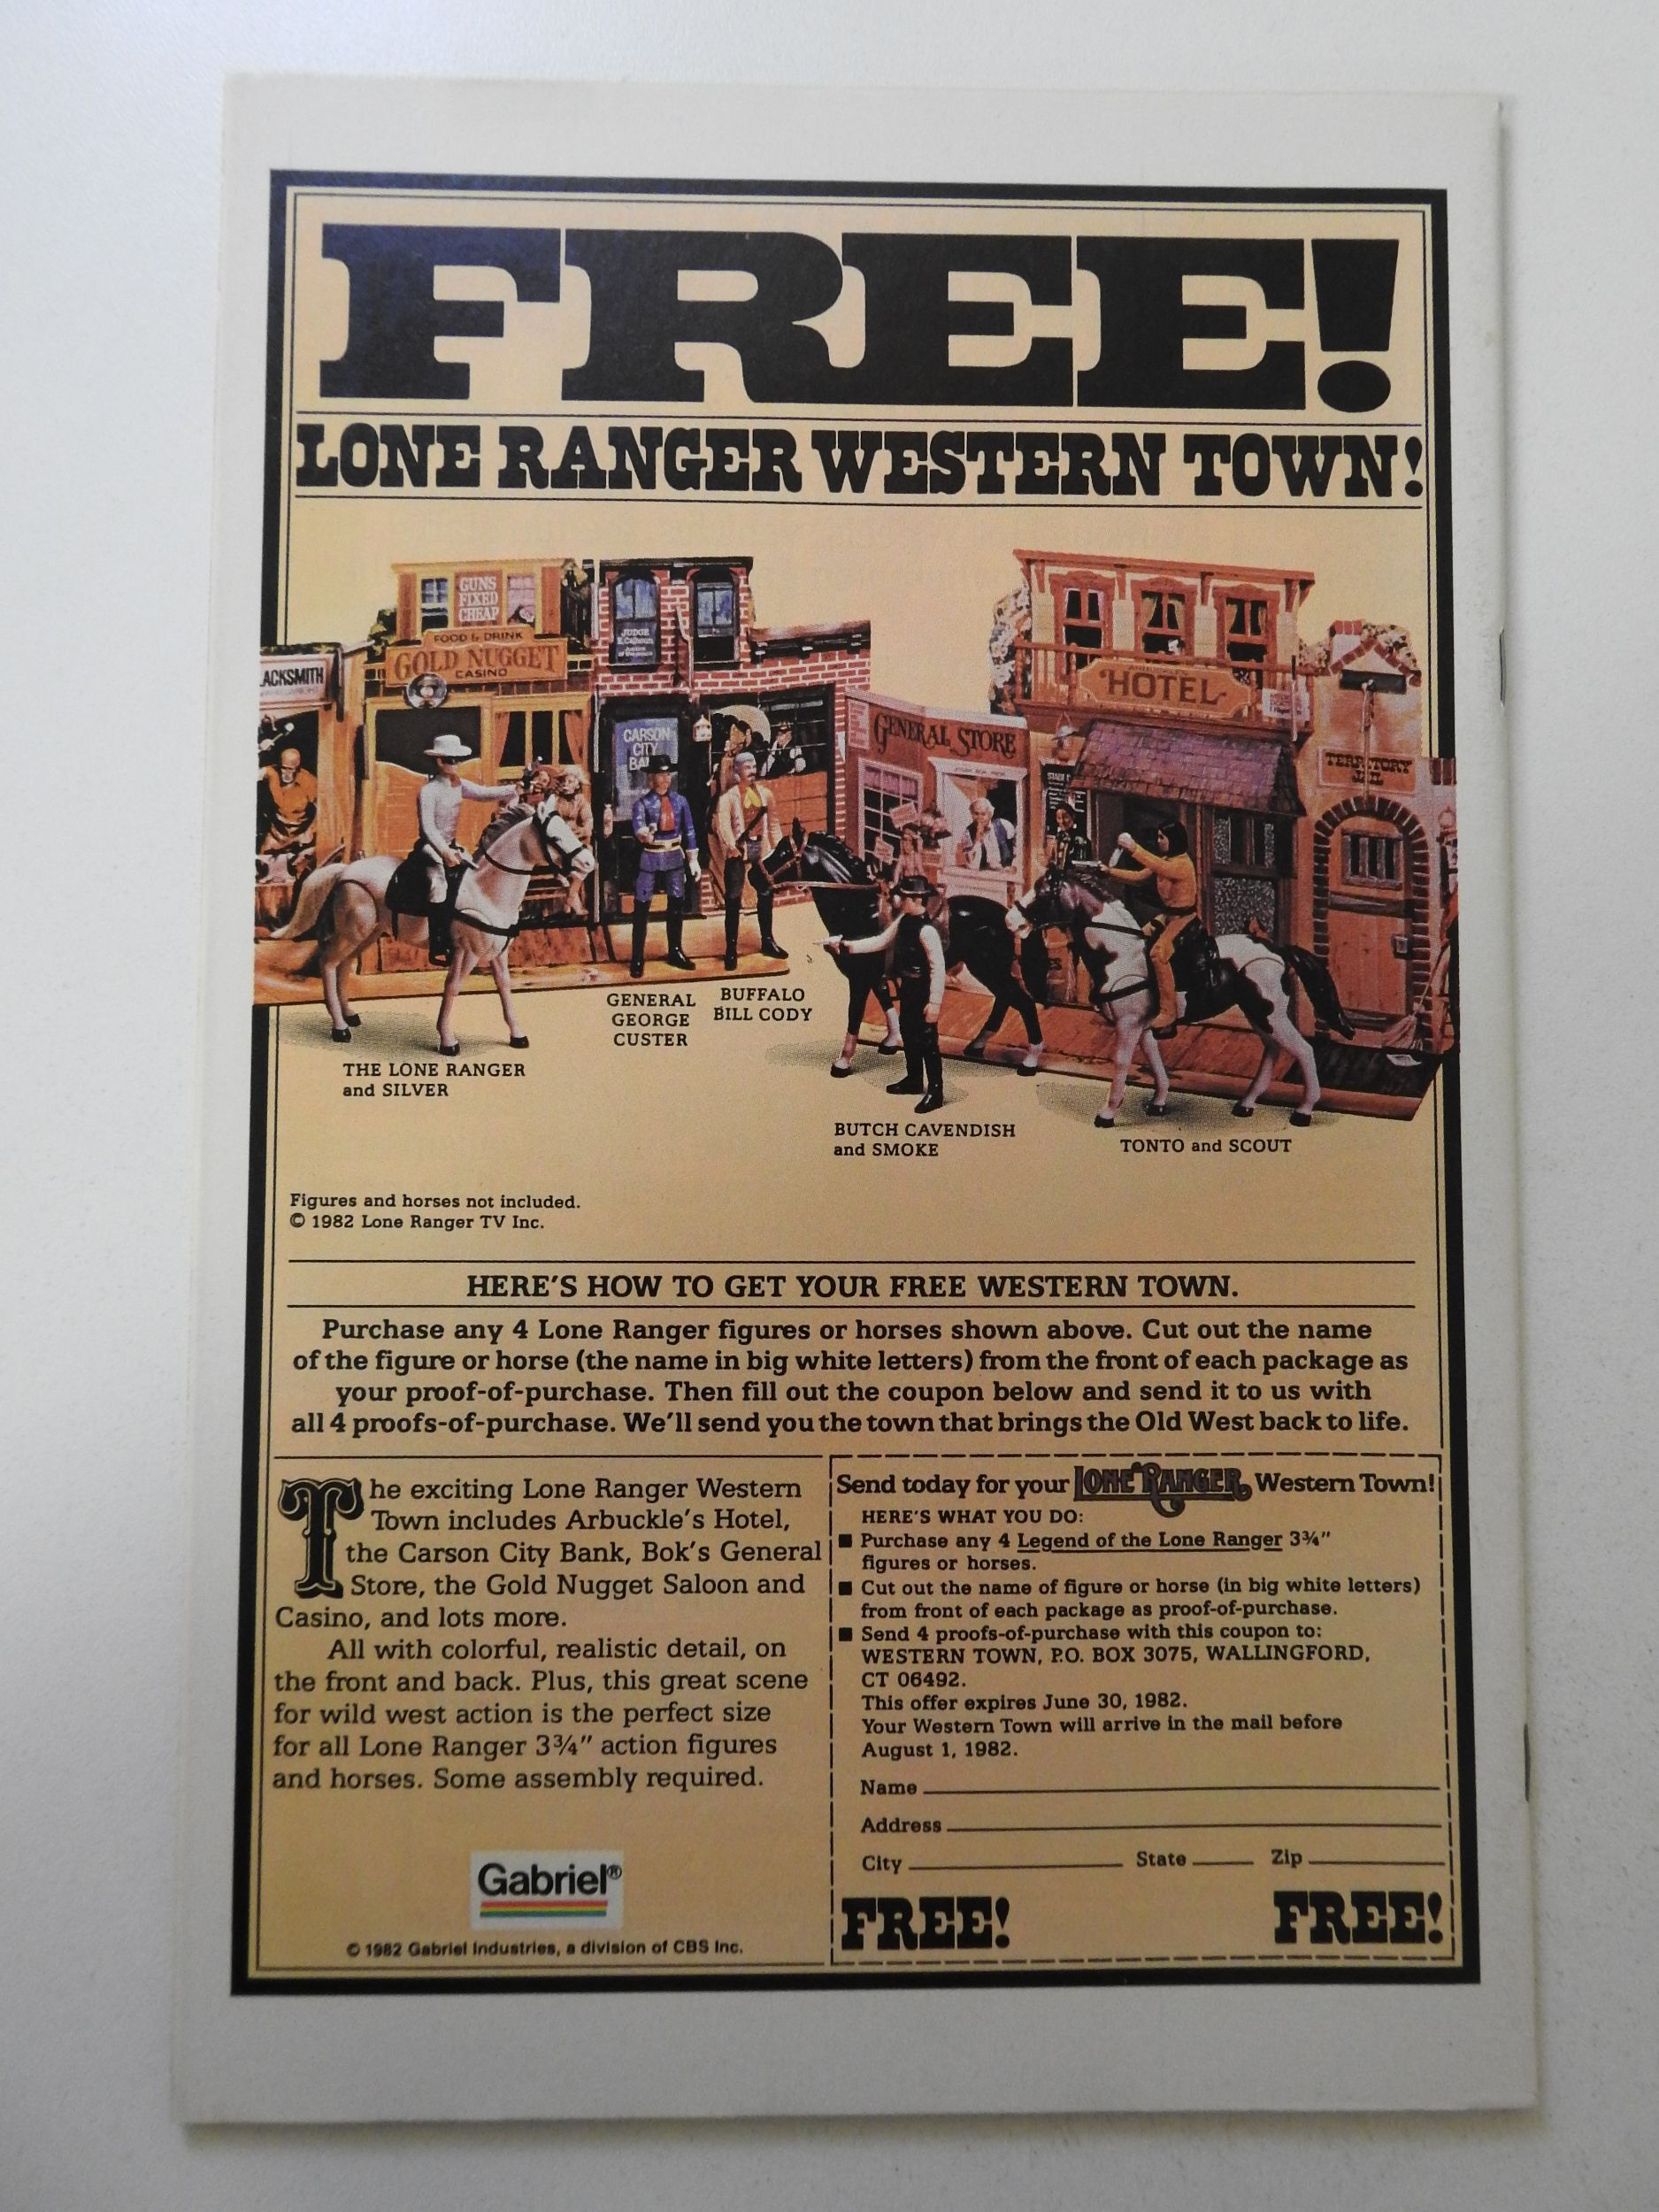 FREE!
LONE RANGER WESTERN TOWN!
GUNS
FIXED
CHEAP
FOOD & DRINK
GOLD NUGGET
CASINO
LACKSMITH
JUDGE
CARSON
CITY
GENERAL STORE
HOTEL
TERRITORY
JAIL
GENERAL
GEORGE
CUSTER
BUFFALO
BILL CODY
THE LONE RANGER
and SILVER
BUTCH CAVENDISH
and SMOKE
TONTO and SCOUT
Figures and horses not included.
© 1982 Lone Ranger TV Inc.
HERE'S HOW TO GET YOUR FREE WESTERN TOWN.
Purchase any 4 Lone Ranger figures or horses shown above. Cut out the name
of the figure or horse (the name in big white letters) from the front of each package as
your proof-of-purchase. Then fill out the coupon below and send it to us with
all 4 proofs-of-purchase. We'll send you the town that brings the Old West back to life.
The exciting Lone Ranger Western
Town includes Arbuckle's Hotel,
the Carson City Bank, Bok's General
Store, the Gold Nugget Saloon and
Casino, and lots more.
All with colorful, realistic detail, on
the front and back. Plus, this great scene
for wild west action is the perfect size
for all Lone Ranger 3¾" action figures
and horses. Some assembly required.
Gabriel®
© 1982 Gabriel Industries, a division of CBS Inc.
Send today for your LONE RANGER Western Town!
HERE'S WHAT YOU DO:
■ Purchase any 4 Legend of the Lone Ranger 3¾"
figures or horses.
■ Cut out the name of figure or horse (in big white letters)
from front of each package as proof-of-purchase.
■ Send 4 proofs-of-purchase with this coupon to:
WESTERN TOWN, P.O. BOX 3075, WALLINGFORD,
CT 06492.
This offer expires June 30, 1982.
Your Western Town will arrive in the mail before
August 1, 1982.
Name
Address
City State Zip
FREE! FREE!